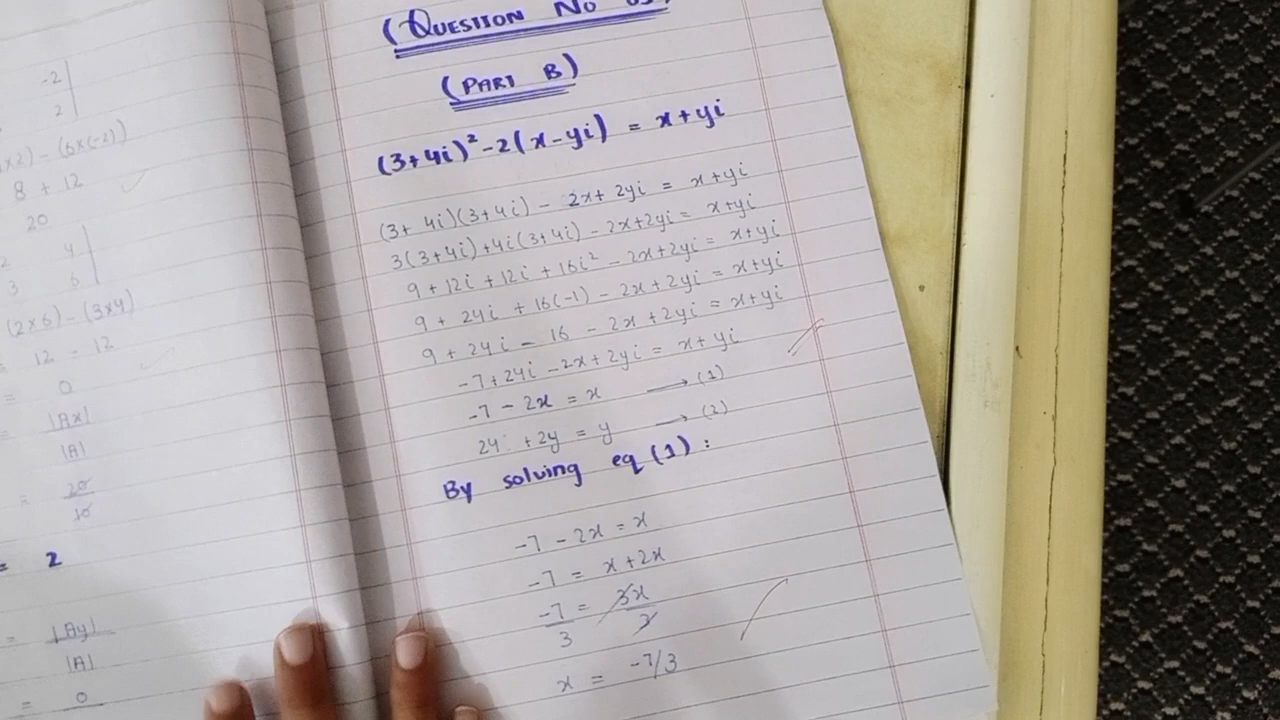 -2
2
x2) - (6x(-2))
8 + 12
20
2 4
3 6
(2x6) - (3x4)
= 12 - 12
= 0
= |Ax|
|A|
= 20
10
= 2
= |Ay|
|A|
= 0
(QUESTION NO
(PART B)
(3+4i)² - 2(x-yi) = x+yi
(3+ 4i)(3+4i) - 2x+ 2yi = x+yi
3(3+4i)+4i(3+4i) - 2x+2yi = x+yi
9+12i+12i+16i² - 2x+2yi = x+yi
9+ 24i + 16(-1) - 2x+2yi = x+yi
9+24i - 16 - 2x+2yi = x+yi
-7+24i -2x+2yi = x+yi
-7 - 2x = x → (1)
24i +2y = y → (2)
By solving eq (1) :
-7 - 2x = x
-7 = x+2x
-7 = 3x
3 3
x = -7/3